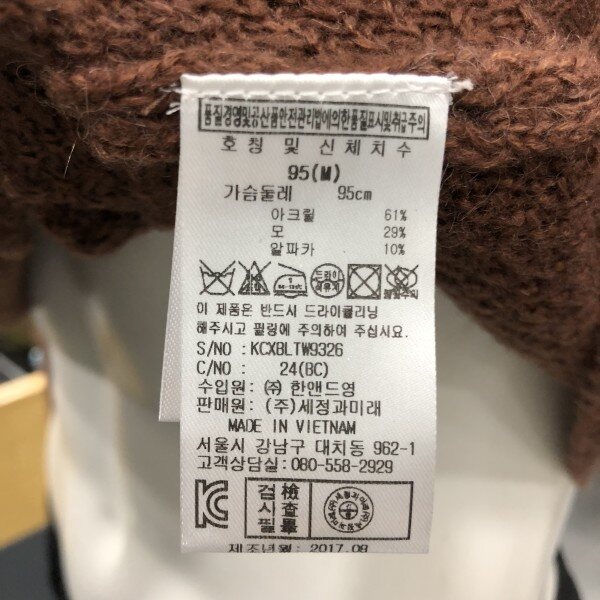 품질경영및공산품안전관리법에의한품질표시및취급주의
호칭 및 신체치수
95(M)
가슴둘레 95cm
아크릴 61%
모 29%
알파카 10%
드라이
이 제품은 반드시 드라이클리닝
해주시고 필링에 주의하여 주십시요.
S/NO : KCXBLTW9326
C/NO : 24(BC)
수입원 : ㈜ 한앤드영
판매원 : (주)세정과미래
MADE IN VIETNAM
서울시 강남구 대치동 962-1
고객상담실: 080-558-2929
검 檢
사 査
필 畢
제조년월 : 2017.08